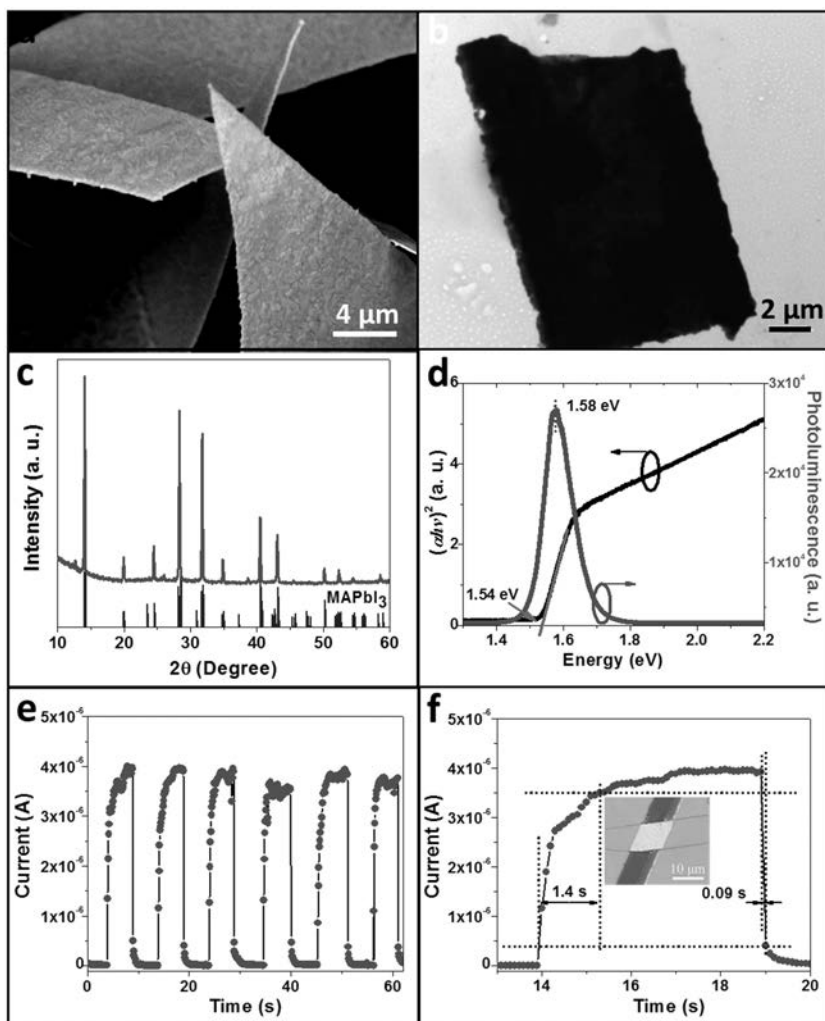 a
4 μm
b
2 μm
c
Intensity (a. u.)
MAPbI₃
10 20 30 40 50 60
2θ (Degree)
d
6
4
2
0
(αhν)² (a. u.)
1.58 eV
1.54 eV
3x10⁴
2x10⁴
1x10⁴
Photoluminescence (a. u.)
1.4 1.6 1.8 2.0 2.2
Energy (eV)
e
5x10⁻⁶
4x10⁻⁶
3x10⁻⁶
2x10⁻⁶
1x10⁻⁶
0
Current (A)
0 20 40 60
Time (s)
f
5x10⁻⁶
4x10⁻⁶
3x10⁻⁶
2x10⁻⁶
1x10⁻⁶
0
Current (A)
10 μm
1.4 s
0.09 s
14 16 18 20
Time (s)